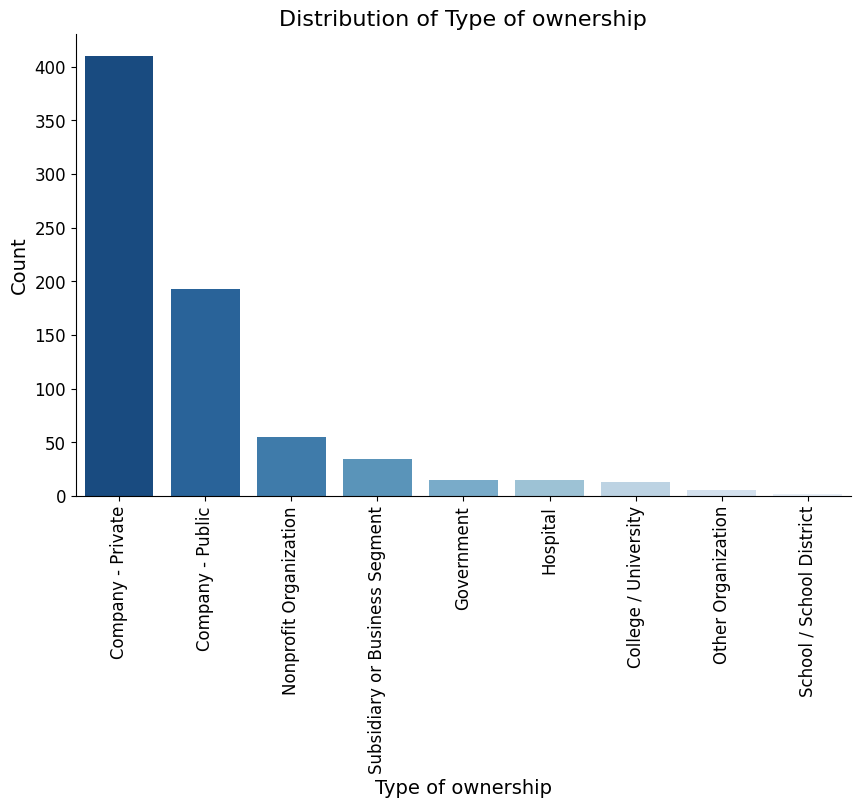 Distribution of Type of ownership
Count
400
350
300
250
200
150
100
50
0
Company - Private
Company - Public
Nonprofit Organization
Subsidiary or Business Segment
Government
Hospital
College / University
Other Organization
School / School District
Type of ownership